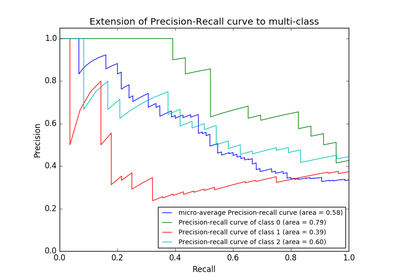 Extension of Precision-Recall curve to multi-class
1.0
0.8
0.6
0.4
0.2
0.0
Precision
0.0 0.2 0.4 0.6 0.8 1.0
Recall
micro-average Precision-recall curve (area = 0.58)
Precision-recall curve of class 0 (area = 0.79)
Precision-recall curve of class 1 (area = 0.39)
Precision-recall curve of class 2 (area = 0.60)